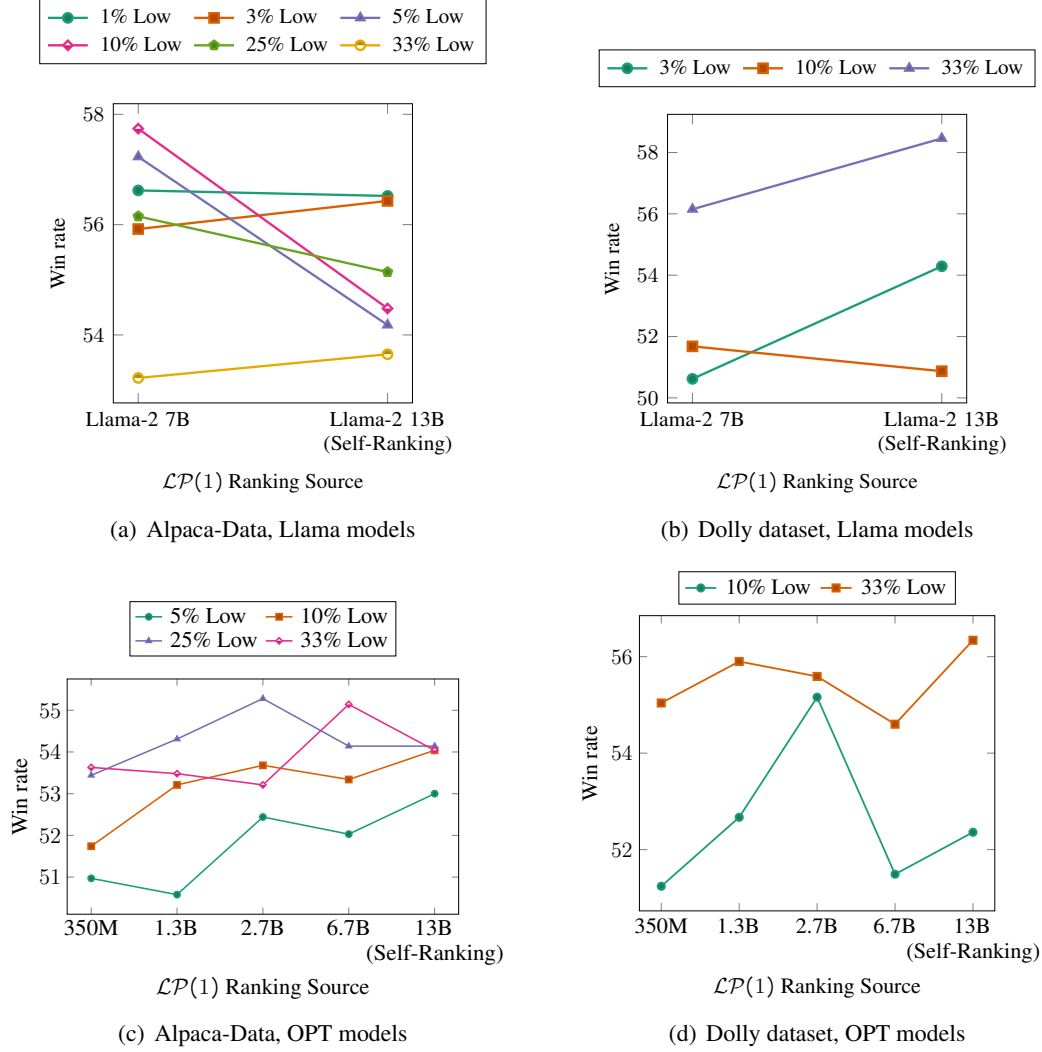 1% Low 3% Low 5% Low
10% Low 25% Low 33% Low
58
56
54
Win rate
Llama-2 7B Llama-2 13B
(Self-Ranking)
LP(1) Ranking Source
(a) Alpaca-Data, Llama models
3% Low 10% Low 33% Low
58
56
54
52
50
Win rate
Llama-2 7B Llama-2 13B
(Self-Ranking)
LP(1) Ranking Source
(b) Dolly dataset, Llama models
5% Low 10% Low
25% Low 33% Low
55
54
53
52
51
Win rate
350M 1.3B 2.7B 6.7B 13B
(Self-Ranking)
LP(1) Ranking Source
(c) Alpaca-Data, OPT models
10% Low 33% Low
56
54
52
Win rate
350M 1.3B 2.7B 6.7B 13B
(Self-Ranking)
LP(1) Ranking Source
(d) Dolly dataset, OPT models